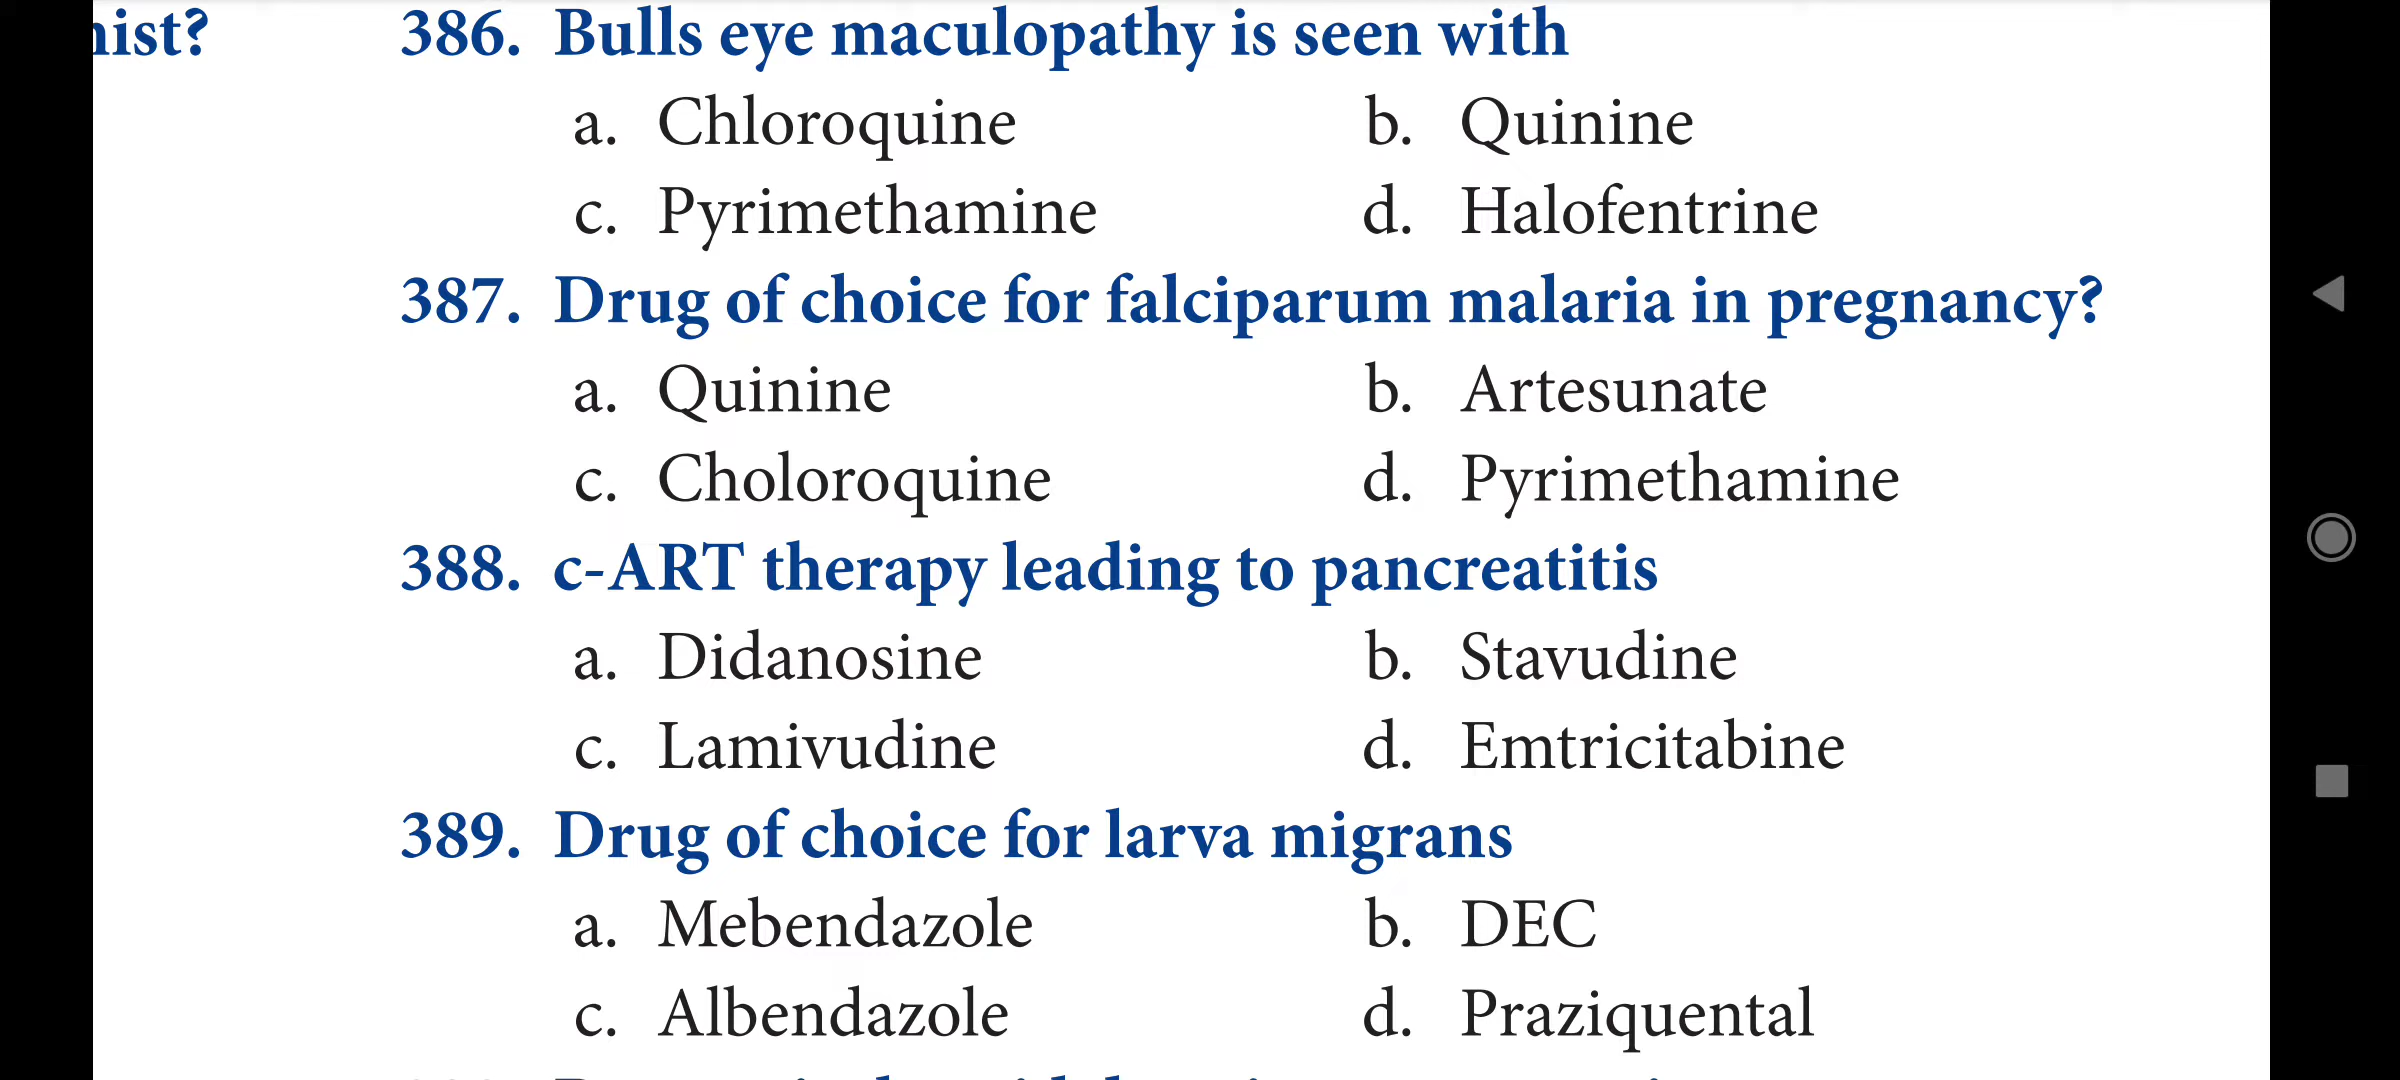 nist?
386. Bulls eye maculopathy is seen with
a. Chloroquine b. Quinine
c. Pyrimethamine d. Halofentrine
387. Drug of choice for falciparum malaria in pregnancy?
a. Quinine b. Artesunate
c. Choloroquine d. Pyrimethamine
388. c-ART therapy leading to pancreatitis
a. Didanosine b. Stavudine
c. Lamivudine d. Emtricitabine
389. Drug of choice for larva migrans
a. Mebendazole b. DEC
c. Albendazole d. Praziquental